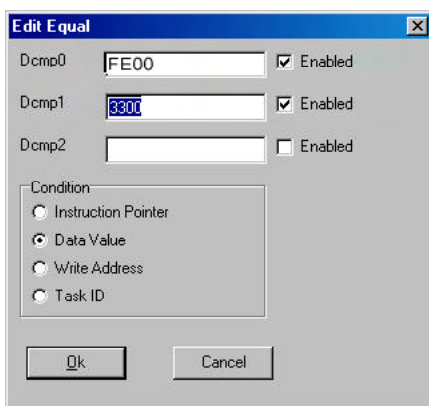 Edit Equal
Dcmp0 FE00 Enabled
Dcmp1 3300 Enabled
Dcmp2 Enabled
Condition
Instruction Pointer
Data Value
Write Address
Task ID
Ok Cancel